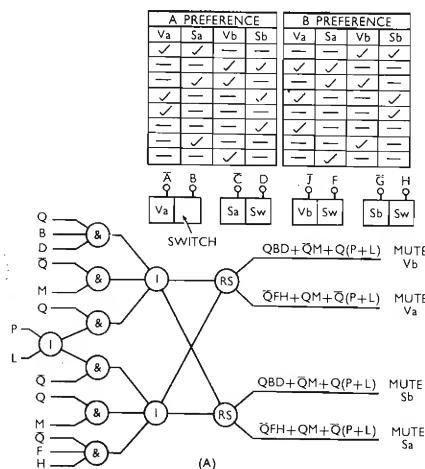 A PREFERENCE B PREFERENCE
Va Sa Vb Sb Va Sa Vb Sb
✓ ✓ — — — — ✓ ✓
— — ✓ ✓ ✓ ✓ — —
— ✓ ✓ — — ✓ ✓ —
✓ — — ✓ ✓ — — ✓
✓ — — — — — — ✓
— — — ✓ ✓ — — —
— ✓ — — — — ✓ —
— — ✓ — — ✓ — —
A̅ B C̅ D J̅ F G̅ H
Va Sa Sw Vb Sw Sb Sw
SWITCH
Q
B &
D
Q̅
M &
Q &
P
L I
Q̅ &
Q
M &
Q̅
F &
H
I RS
I RS
QBD+Q̅M+Q(P+L) MUTE Vb
Q̅FH+QM+Q̅(P+L) MUTE Va
QBD+Q̅M+Q(P+L) MUTE Sb
Q̅FH+QM+Q̅(P+L) MUTE Sa
(A)